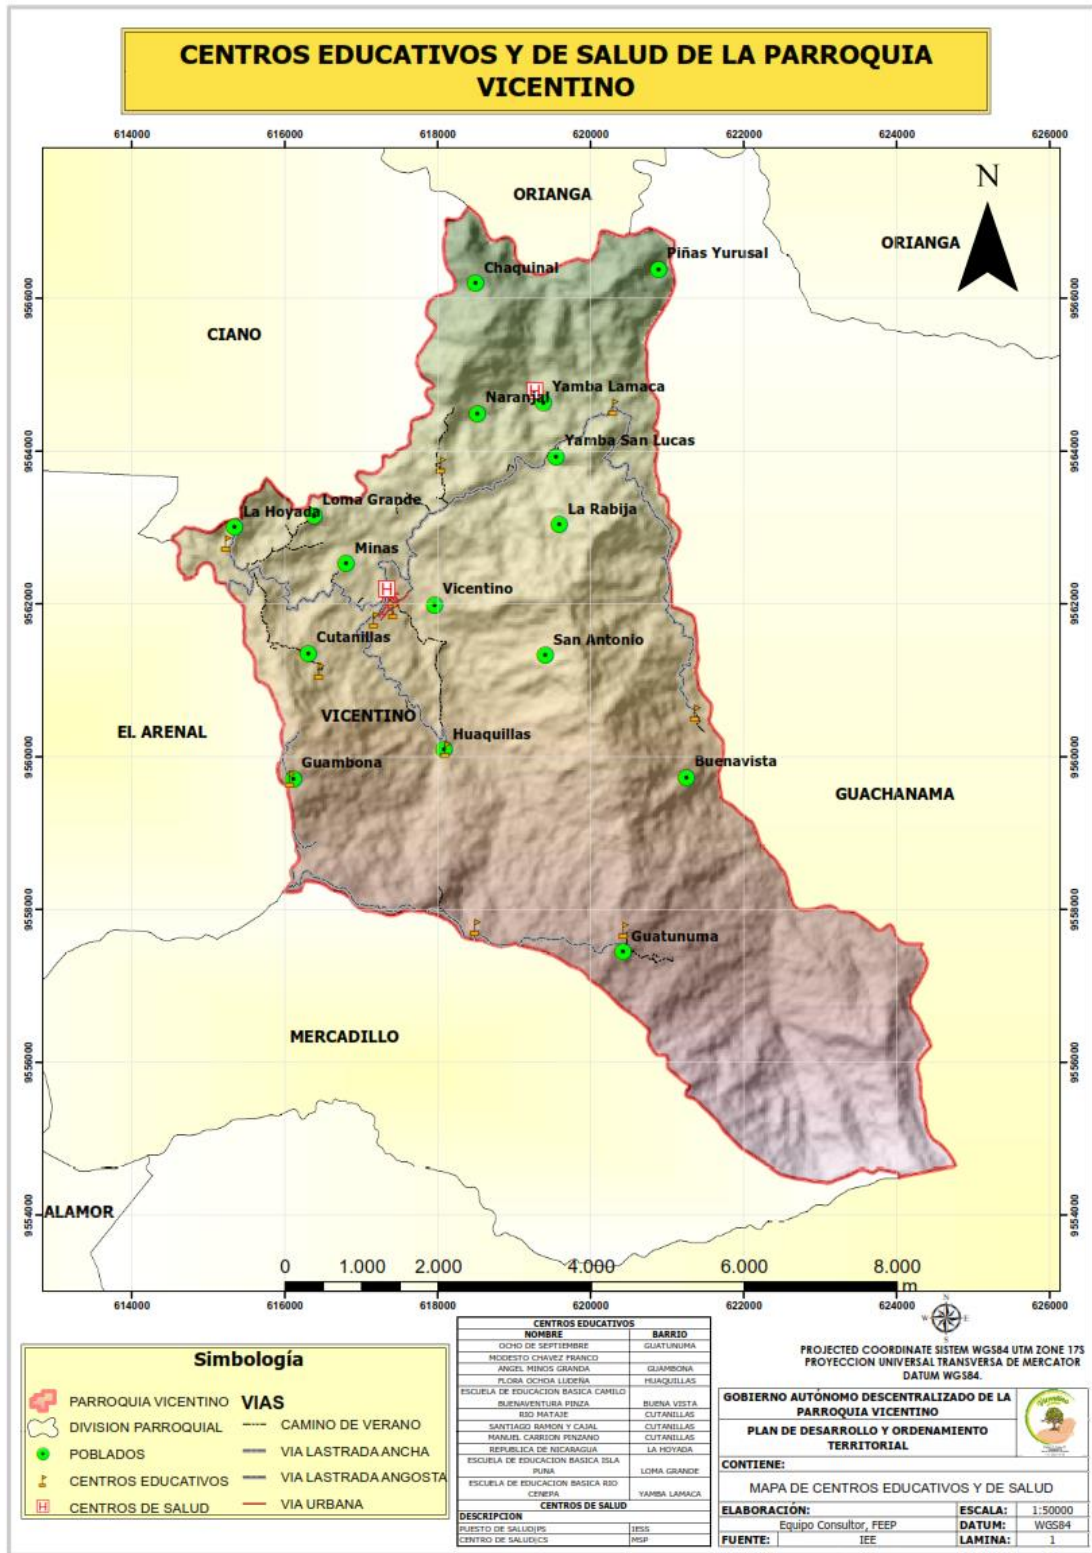 CENTROS EDUCATIVOS Y DE SALUD DE LA PARROQUIA
VICENTINO
614000 616000 618000 620000 622000 624000 626000
N
ORIANGA
ORIANGA
Piñas Yurusal
Chaquinal
9566000 9566000
CIANO
Yamba Lamaca
H
Naranjal
Yamba San Lucas
9564000 9564000
Loma Grande
La Hoyada
La Rabija
Minas
H
Vicentino
9562000 9562000
Cutanillas
San Antonio
VICENTINO
EL ARENAL
Huaquillas
Guambona
Buenavista
9560000 9560000
GUACHANAMA
9558000 9558000
Guatunuma
MERCADILLO
9556000 9556000
ALAMOR
9554000 9554000
0 1.000 2.000 4.000 6.000 8.000
m
614000 616000 618000 620000 622000 624000 626000
N
W E
S
PROJECTED COORDINATE SISTEM WGS84 UTM ZONE 17S
PROYECCION UNIVERSAL TRANSVERSA DE MERCATOR
DATUM WGS84.
Simbología
PARROQUIA VICENTINO
DIVISION PARROQUIAL
POBLADOS
CENTROS EDUCATIVOS
H CENTROS DE SALUD
VIAS
CAMINO DE VERANO
VIA LASTRADA ANCHA
VIA LASTRADA ANGOSTA
VIA URBANA
CENTROS EDUCATIVOS
NOMBRE BARRIO
OCHO DE SEPTIEMBRE GUATUNUMA
MODESTO CHAVEZ FRANCO
ANGEL MINOS GRANDA GUAMBONA
FLORA OCHOA LUDEÑA HUAQUILLAS
ESCUELA DE EDUCACION BASICA CAMILO
BUENAVENTURA PINZA BUENA VISTA
RIO MATAJE CUTANILLAS
SANTIAGO RAMON Y CAJAL CUTANILLAS
MANUEL CARRION PINZANO CUTANILLAS
REPUBLICA DE NICARAGUA LA HOYADA
ESCUELA DE EDUCACION BASICA ISLA
PUNA LOMA GRANDE
ESCUELA DE EDUCACION BASICA RIO
CENEPA YAMBA LAMACA
CENTROS DE SALUD
DESCRIPCION
PUESTO DE SALUD|PS IESS
CENTRO DE SALUD|CS MSP
GOBIERNO AUTÓNOMO DESCENTRALIZADO DE LA
PARROQUIA VICENTINO
PLAN DE DESARROLLO Y ORDENAMIENTO
TERRITORIAL
CONTIENE:
MAPA DE CENTROS EDUCATIVOS Y DE SALUD
ELABORACIÓN: ESCALA: 1:50000
Equipo Consultor, FEEP DATUM: WGS84
FUENTE: IEE LAMINA: 1